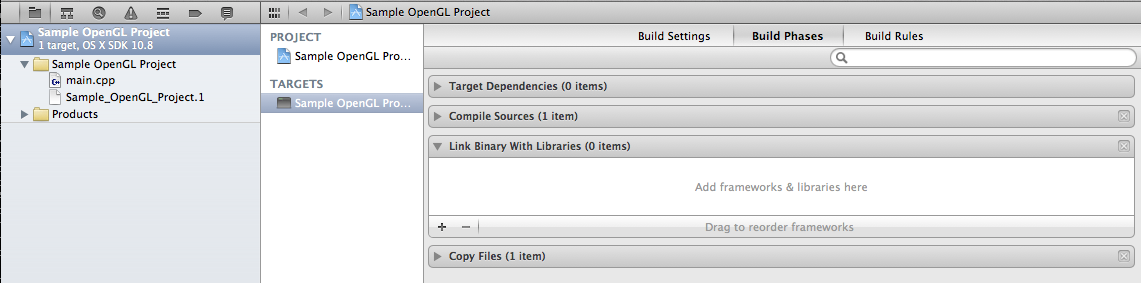 Sample OpenGL Project
Sample OpenGL Project
1 target, OS X SDK 10.8
Sample OpenGL Project
main.cpp
Sample_OpenGL_Project.1
Products
PROJECT
Sample OpenGL Pro...
TARGETS
Sample OpenGL Pro...
Build Settings
Build Phases
Build Rules
Target Dependencies (0 items)
Compile Sources (1 item)
Link Binary With Libraries (0 items)
Add frameworks & libraries here
Drag to reorder frameworks
Copy Files (1 item)